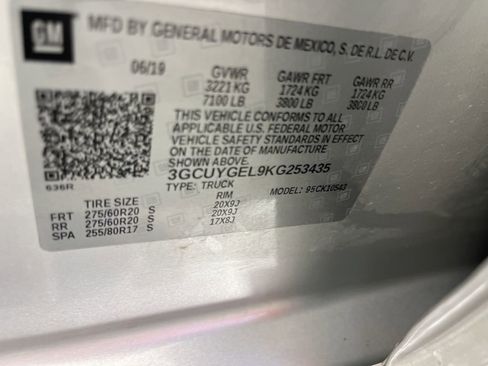 GM
MFD BY GENERAL MOTORS DE MEXICO, S. DE R.L. DE C.V.
06/19 GVWR GAWR FRT GAWR RR
3221 KG 1724 KG 1724 KG
7100 LB 3800 LB 3800 LB
THIS VEHICLE CONFORMS TO ALL
APPLICABLE U.S. FEDERAL MOTOR
VEHICLE SAFETY STANDARDS IN EFFECT
ON THE DATE OF MANUFACTURE
SHOWN ABOVE.
3GCUYGEL9KG253435
636R TYPE: TRUCK MODEL: 95CK10543
TIRE SIZE RIM
FRT 275/60R20 S 20X9J
RR 275/60R20 S 20X9J
SPA 255/80R17 S 17X8J